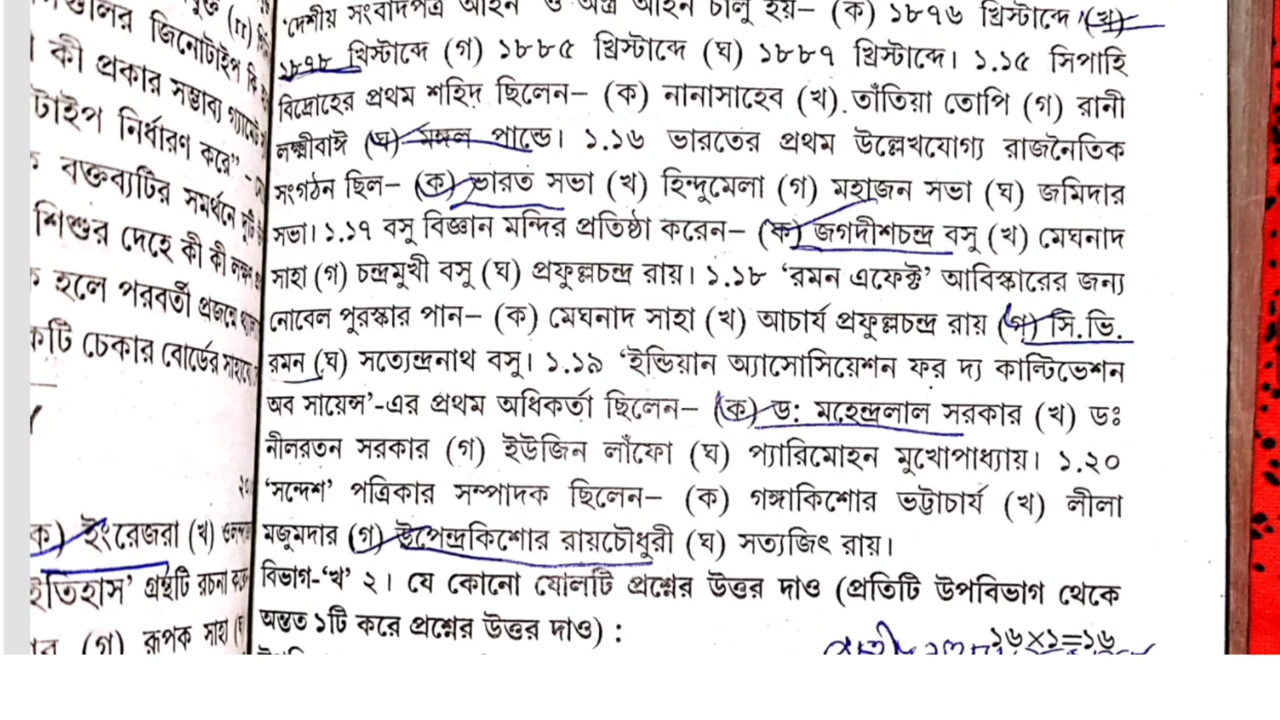 জিনোটাইপ কি
কী প্রকার সম্ভাব্য
টাইপ নির্ধারণ করে" -
বক্তব্যটির সমর্থনে দুটি
শিশুর দেহে কী কী লক্ষণ
হলে পরবর্তী প্রজন্মে
কটি চেকার বোর্ডের সাহায্যে
ক) ইংরেজরা (খ)
ইতিহাস' গ্রন্থটি রচনা করেন
(গ) রূপক সাহা
'দেশীয় সংবাদপত্র আইন' ও অস্ত্র আইন চালু হয়– (ক) ১৮৭৬ খ্রিস্টাব্দে (খ)
১৮৭৮ খ্রিস্টাব্দে (গ) ১৮৮৫ খ্রিস্টাব্দে (ঘ) ১৮৮৭ খ্রিস্টাব্দে। ১.১৫ সিপাহি
বিদ্রোহের প্রথম শহিদ ছিলেন– (ক) নানাসাহেব (খ) তাঁতিয়া তোপি (গ) রানী
লক্ষ্মীবাঈ (ঘ) মঙ্গল পান্ডে। ১.১৬ ভারতের প্রথম উল্লেখযোগ্য রাজনৈতিক
সংগঠন ছিল– (ক) ভারত সভা (খ) হিন্দুমেলা (গ) মহাজন সভা (ঘ) জমিদার
সভা। ১.১৭ বসু বিজ্ঞান মন্দির প্রতিষ্ঠা করেন– (ক) জগদীশচন্দ্র বসু (খ) মেঘনাদ
সাহা (গ) চন্দ্রমুখী বসু (ঘ) প্রফুল্লচন্দ্র রায়। ১.১৮ 'রমন এফেক্ট' আবিস্কারের জন্য
নোবেল পুরস্কার পান– (ক) মেঘনাদ সাহা (খ) আচার্য প্রফুল্লচন্দ্র রায় (গ) সি.ভি.
রমন (ঘ) সত্যেন্দ্রনাথ বসু। ১.১৯ 'ইন্ডিয়ান অ্যাসোসিয়েশন ফর দ্য কাল্টিভেশন
অব সায়েন্স'-এর প্রথম অধিকর্তা ছিলেন– (ক) ড: মহেন্দ্রলাল সরকার (খ) ডঃ
নীলরতন সরকার (গ) ইউজিন লাঁফো (ঘ) প্যারিমোহন মুখোপাধ্যায়। ১.২০
'সন্দেশ' পত্রিকার সম্পাদক ছিলেন– (ক) গঙ্গাকিশোর ভট্টাচার্য (খ) লীলা
মজুমদার (গ) উপেন্দ্রকিশোর রায়চৌধুরী (ঘ) সত্যজিৎ রায়।
বিভাগ-'খ' ২। যে কোনো ষোলটি প্রশ্নের উত্তর দাও (প্রতিটি উপবিভাগ থেকে
অন্তত ১টি করে প্রশ্নের উত্তর দাও) :
১৬×১=১৬